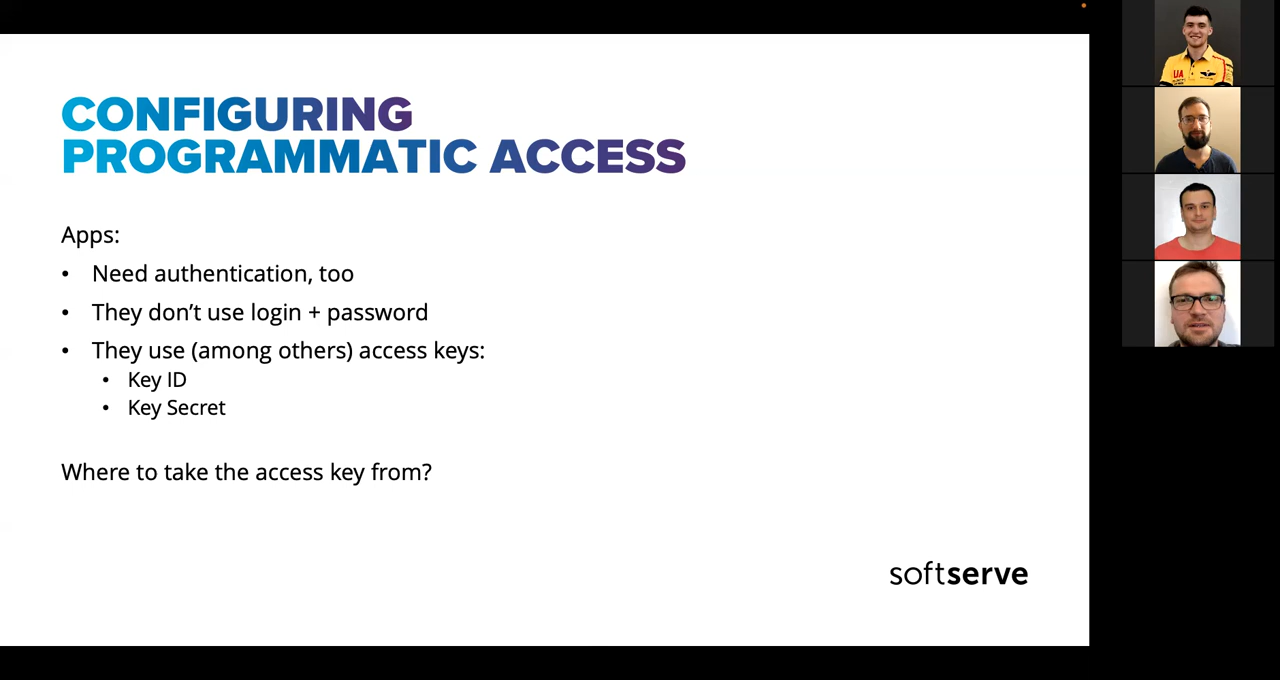 CONFIGURING
PROGRAMMATIC ACCESS
Apps:
• Need authentication, too
• They don’t use login + password
• They use (among others) access keys:
• Key ID
• Key Secret
Where to take the access key from?
softserve
UA